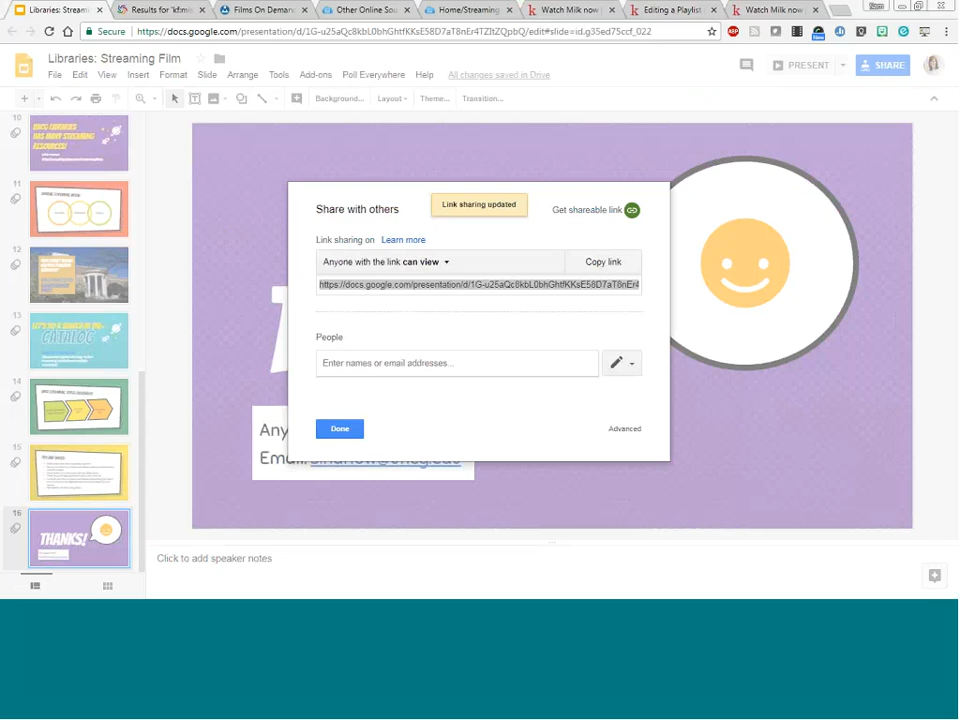 Libraries: Streami
Results for 'kfimis
Films On Demar
Other Online Sou
Home/Streaming
Watch Milk now
Editing a Playlist
Watch Milk now
Secure
https://docs.google.com/presentation/d/1G-u25aQc8kbL0bhGhtfKKsE58D7aT8nEr4TZItZQpbQ/edit#slide=id.g35ed75ccf_022
Libraries: Streaming Film
File Edit View Insert Format Slide Arrange Tools Add-ons Poll Everywhere Help All changes saved in Drive
PRESENT
SHARE
Background...
Layout
Theme...
Transition...
10
11
12
13
CATALOG
14
15
16
THANKS!
Share with others
Link sharing updated
Get shareable link
Link sharing on Learn more
Anyone with the link can view
Copy link
https://docs.google.com/presentation/d/1G-u25aQc8kbL0bhGhtfKKsE58D7aT8nEr4
People
Enter names or email addresses...
Done
Advanced
Any
Email:
Click to add speaker notes